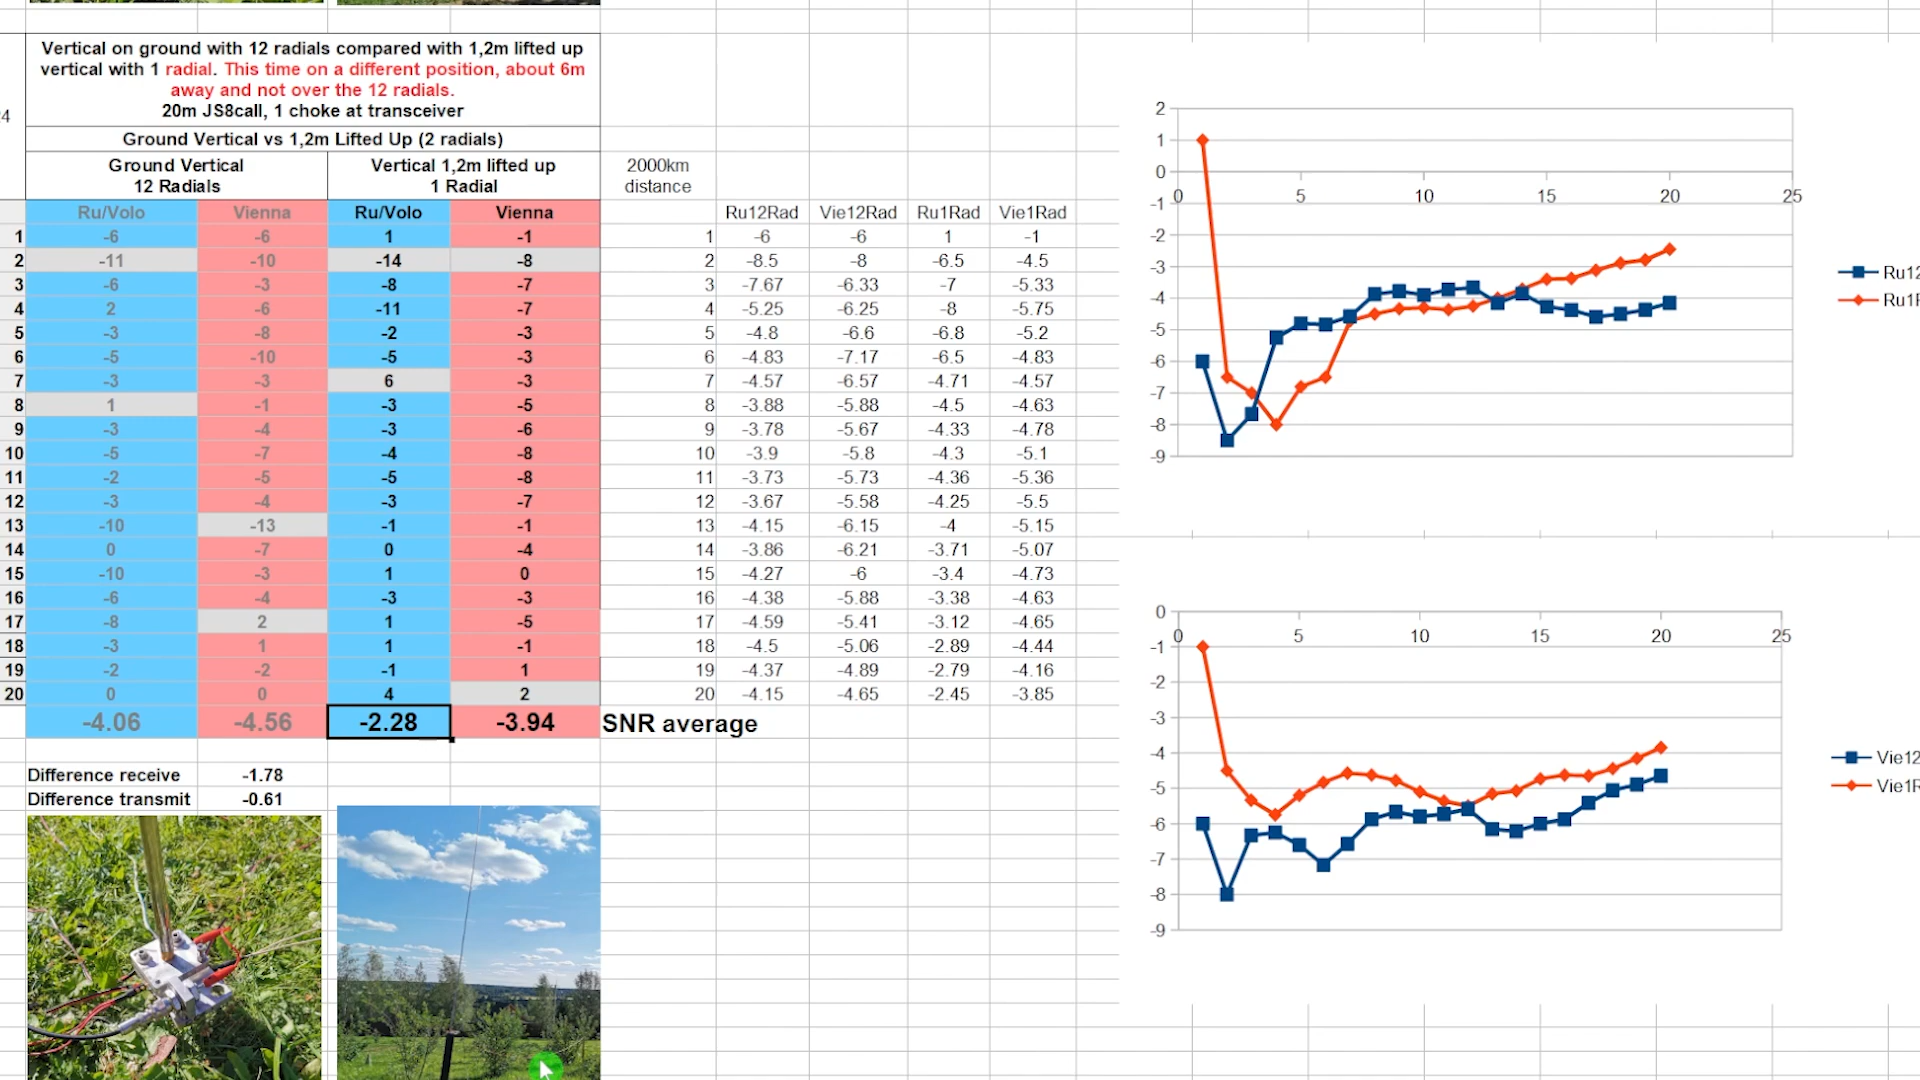 Vertical on ground with 12 radials compared with 1,2m lifted up
vertical with 1 radial. This time on a different position, about 6m
away and not over the 12 radials.
20m JS8call, 1 choke at transceiver
4
Ground Vertical vs 1,2m Lifted Up (2 radials)
Ground Vertical Vertical 1,2m lifted up 2000km
12 Radials 1 Radial distance
Ru/Volo Vienna Ru/Volo Vienna Ru12Rad Vie12Rad Ru1Rad Vie1Rad
1 -6 -6 1 -1 1 -6 -6 1 -1
2 -11 -10 -14 -8 2 -8.5 -8 -6.5 -4.5
3 -6 -3 -8 -7 3 -7.67 -6.33 -7 -5.33
4 2 -6 -11 -7 4 -5.25 -6.25 -8 -5.75
5 -3 -8 -2 -3 5 -4.8 -6.6 -6.8 -5.2
6 -5 -10 -5 -3 6 -4.83 -7.17 -6.5 -4.83
7 -3 -3 6 -3 7 -4.57 -6.57 -4.71 -4.57
8 1 -1 -3 -5 8 -3.88 -5.88 -4.5 -4.63
9 -3 -4 -3 -6 9 -3.78 -5.67 -4.33 -4.78
10 -5 -7 -4 -8 10 -3.9 -5.8 -4.3 -5.1
11 -2 -5 -5 -8 11 -3.73 -5.73 -4.36 -5.36
12 -3 -4 -3 -7 12 -3.67 -5.58 -4.25 -5.5
13 -10 -13 -1 -1 13 -4.15 -6.15 -4 -5.15
14 0 -7 0 -4 14 -3.86 -6.21 -3.71 -5.07
15 -10 -3 1 0 15 -4.27 -6 -3.4 -4.73
16 -6 -4 -3 -3 16 -4.38 -5.88 -3.38 -4.63
17 -8 2 1 -5 17 -4.59 -5.41 -3.12 -4.65
18 -3 1 1 -1 18 -4.5 -5.06 -2.89 -4.44
19 -2 -2 -1 1 19 -4.37 -4.89 -2.79 -4.16
20 0 0 4 2 20 -4.15 -4.65 -2.45 -3.85
-4.06 -4.56 -2.28 -3.94 SNR average
Difference receive -1.78
Difference transmit -0.61
2
1
0
0 5 10 15 20 25
-1
-2
-3
-4
-5
-6
-7
-8
-9
Ru12
Ru1R
0
0 5 10 15 20 25
-1
-2
-3
-4
-5
-6
-7
-8
-9
Vie12
Vie1R